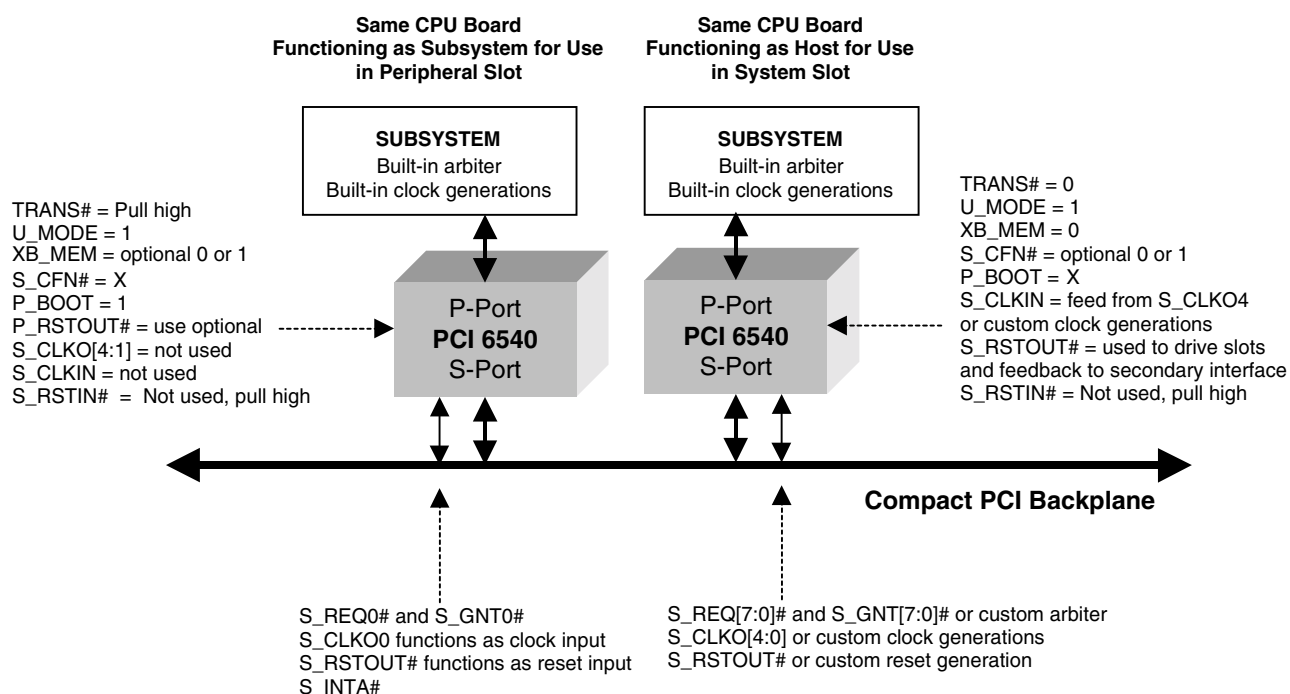 Same CPU Board
Functioning as Subsystem for Use
in Peripheral Slot
Same CPU Board
Functioning as Host for Use
in System Slot
SUBSYSTEM
Built-in arbiter
Built-in clock generations
SUBSYSTEM
Built-in arbiter
Built-in clock generations
TRANS# = Pull high
U_MODE = 1
XB_MEM = optional 0 or 1
S_CFN# = X
P_BOOT = 1
P_RSTOUT# = use optional
S_CLKO[4:1] = not used
S_CLKIN = not used
S_RSTIN# = Not used, pull high
P-Port
PCI 6540
S-Port
P-Port
PCI 6540
S-Port
TRANS# = 0
U_MODE = 1
XB_MEM = 0
S_CFN# = optional 0 or 1
P_BOOT = X
S_CLKIN = feed from S_CLKO4
or custom clock generations
S_RSTOUT# = used to drive slots
and feedback to secondary interface
S_RSTIN# = Not used, pull high
Compact PCI Backplane
S_REQ0# and S_GNT0#
S_CLKO0 functions as clock input
S_RSTOUT# functions as reset input
S_INTA#
S_REQ[7:0]# and S_GNT[7:0]# or custom arbiter
S_CLKO[4:0] or custom clock generations
S_RSTOUT# or custom reset generation